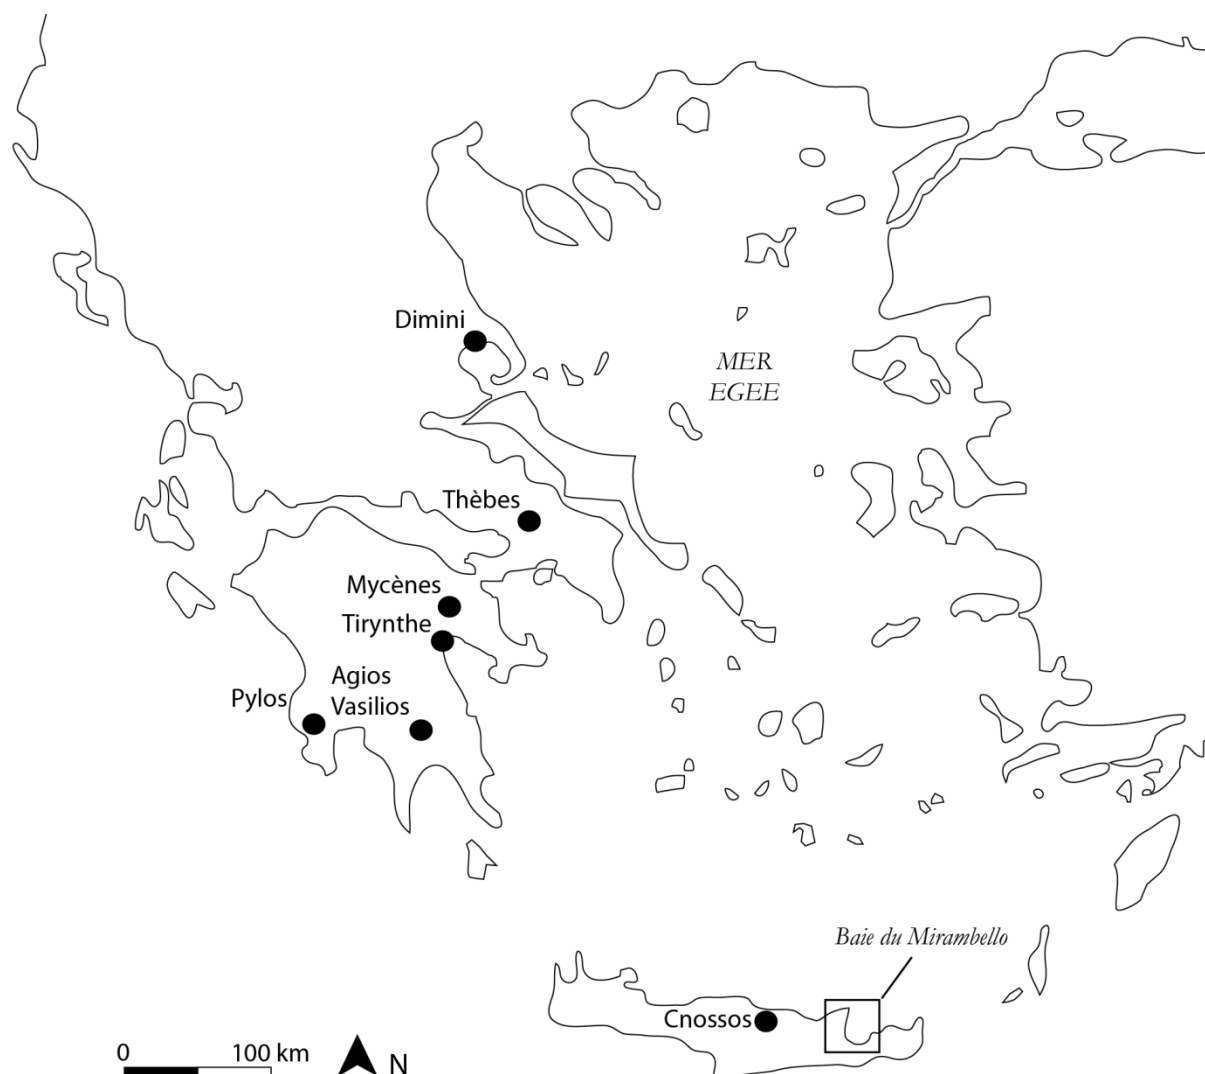 Dimini
MER
EGEE
Thèbes
Mycènes
Tirynthe
Agios
Vasilios
Pylos
Baie du Mirambello
Cnossos
0 100 km
N